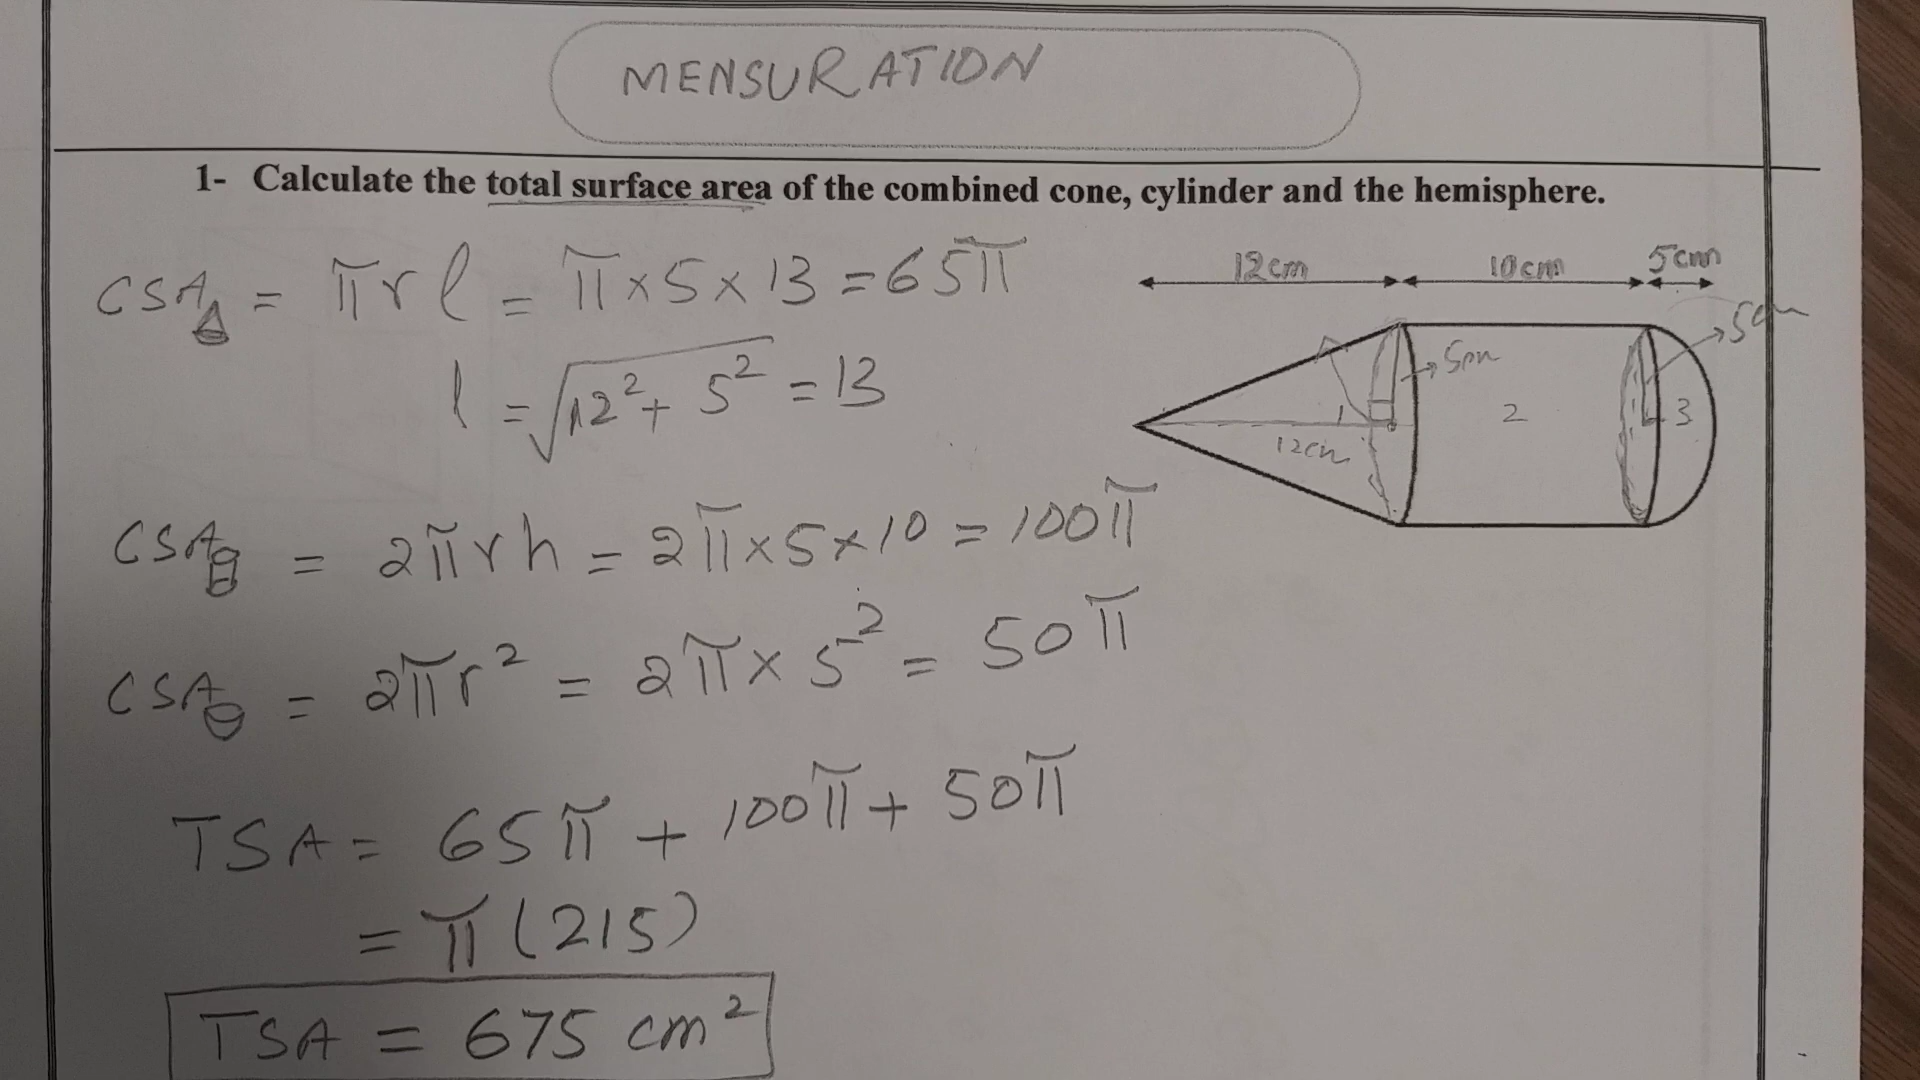 MENSURATION
1- Calculate the total surface area of the combined cone, cylinder and the hemisphere.
CSA = πrl = π×5×13 = 65π
l = √12²+ 5² = 13
CSA = 2πrh = 2π×5×10 = 100π
CSA = 2πr² = 2π×5² = 50π
TSA = 65π + 100π + 50π
= π(215)
TSA = 675 cm²
12cm 10cm 5cm
5cm
5cm
2 3
12cm